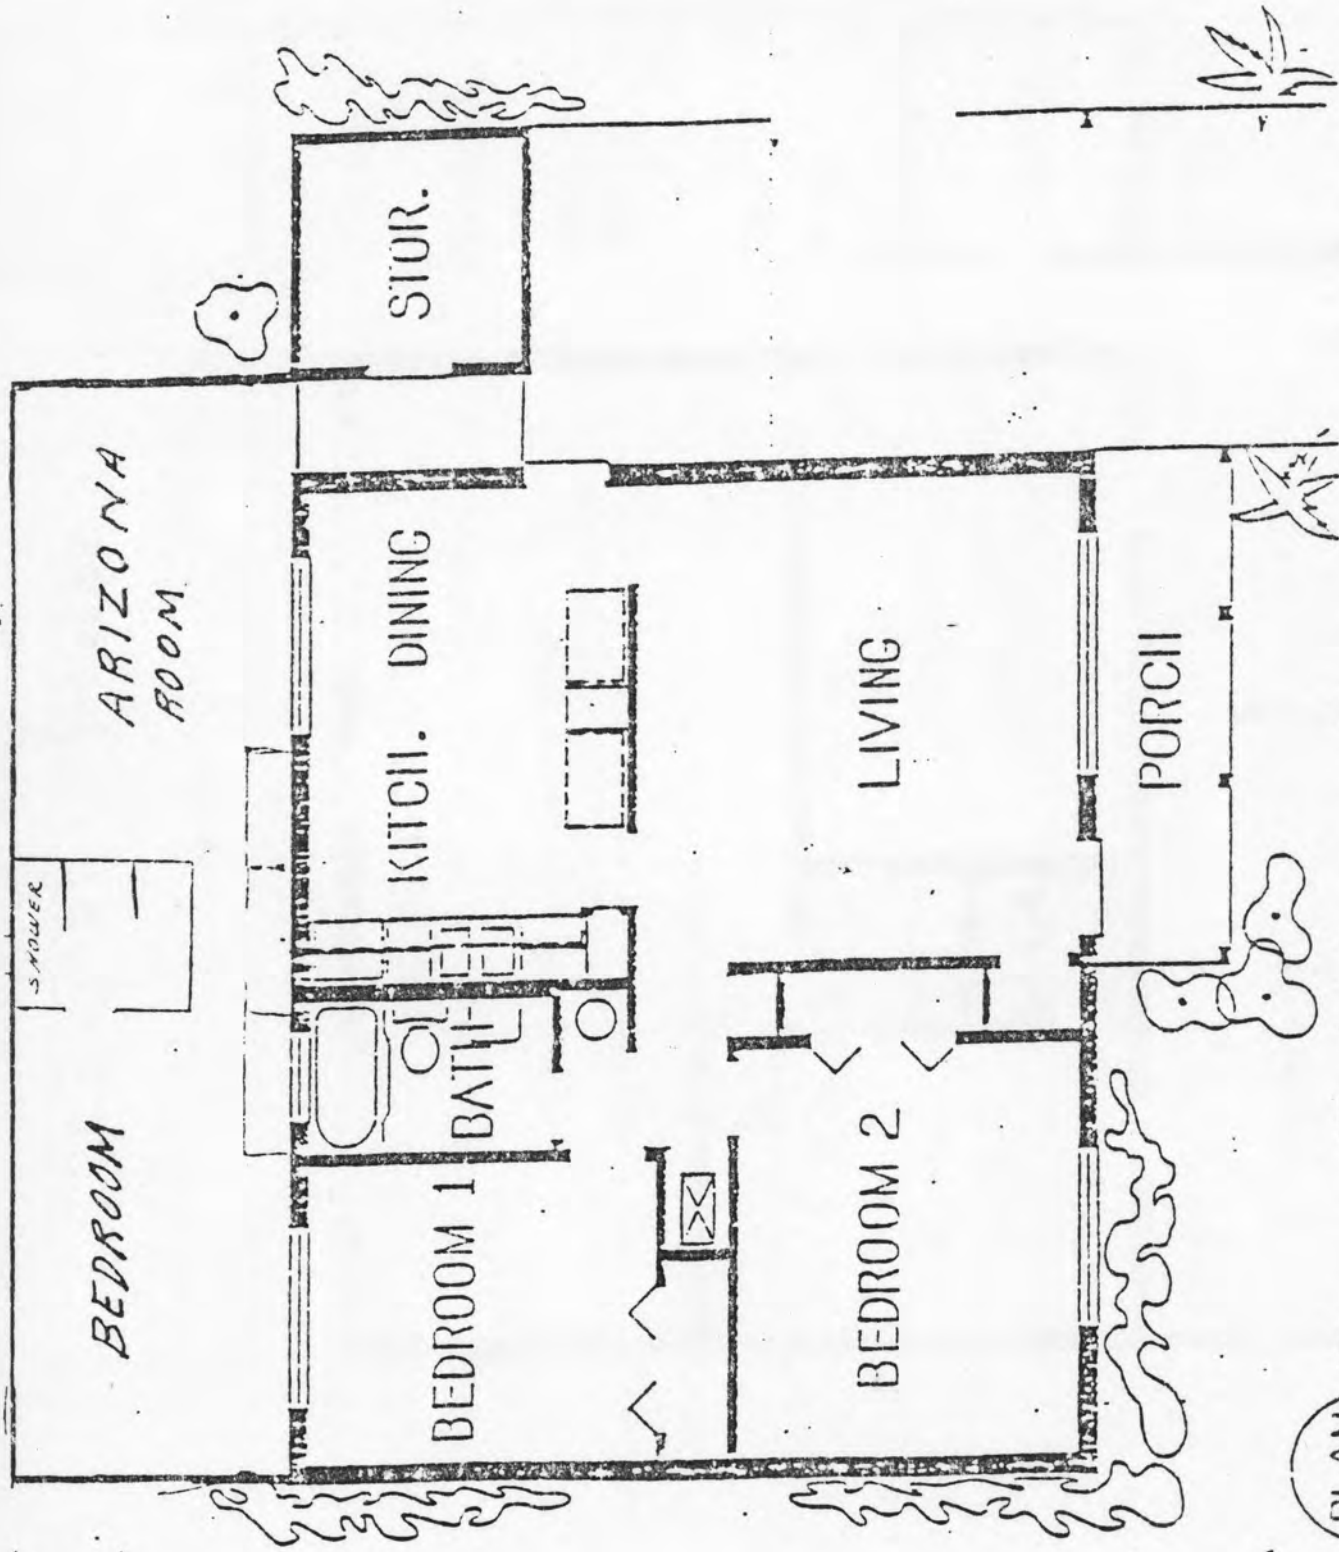 ARIZONA
ROOM
SHOWER
BEDROOM
STOR.
KITCH. DINING
BATH
BEDROOM 1
LIVING
BEDROOM 2
PORCH